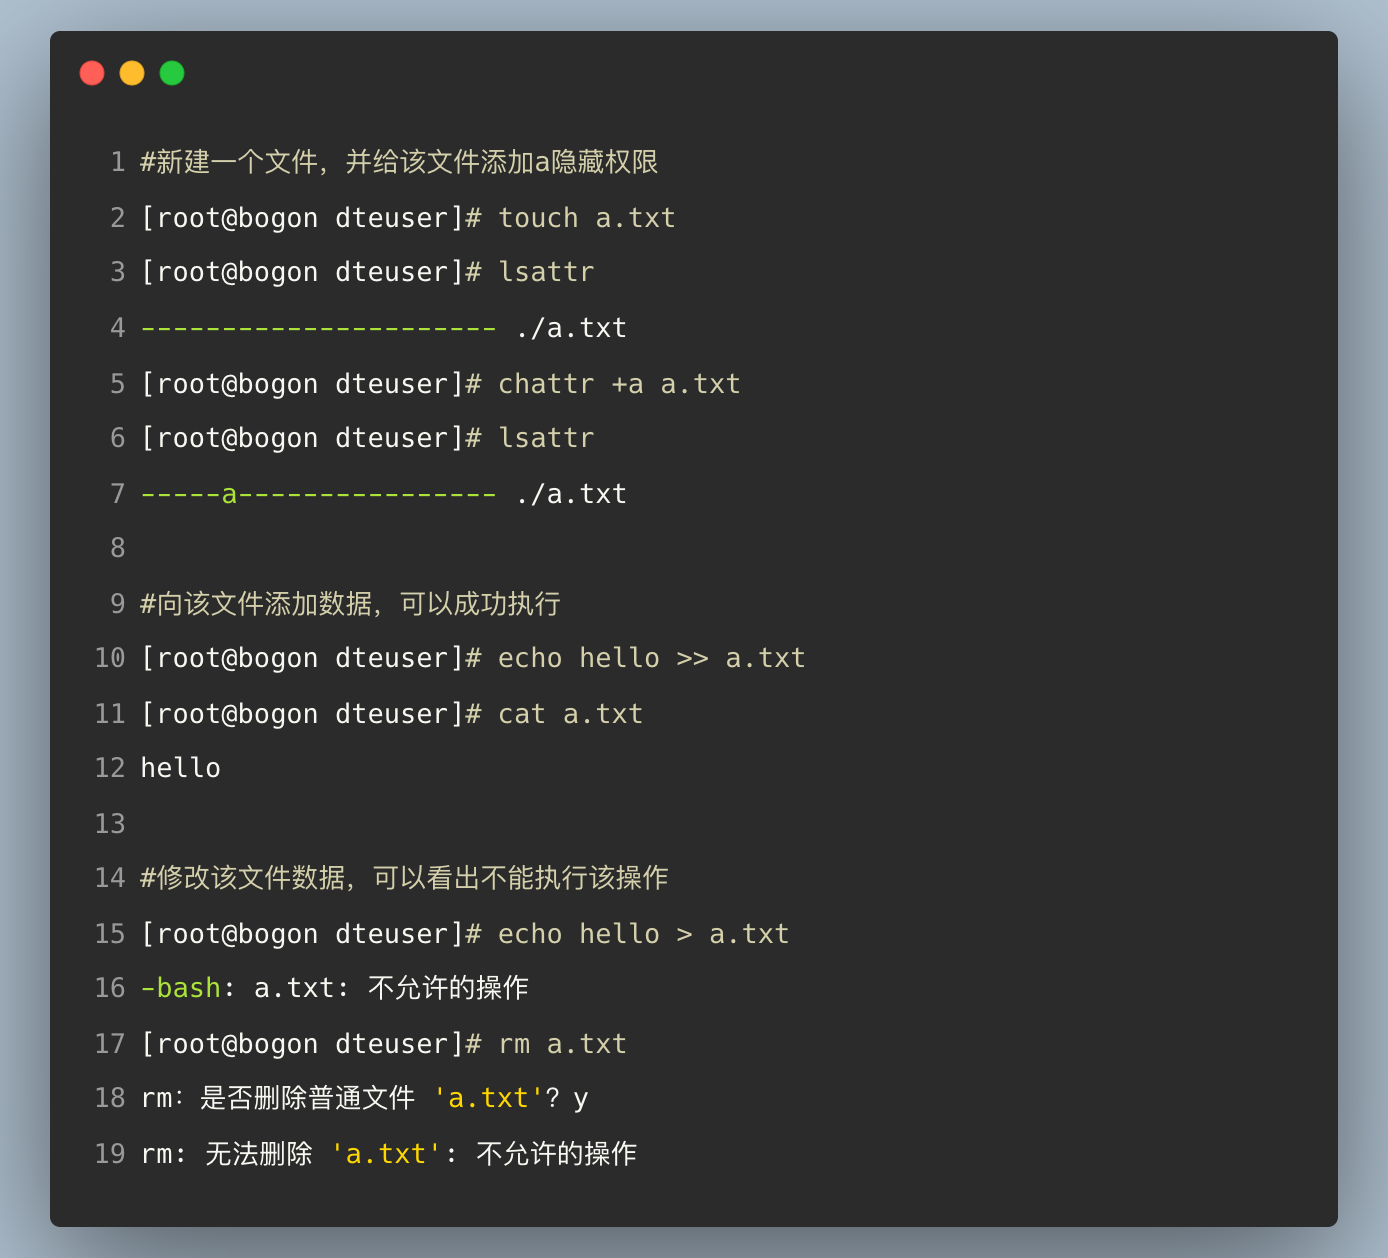 1 #新建一个文件，并给该文件添加a隐藏权限
2 [root@bogon dteuser]# touch a.txt
3 [root@bogon dteuser]# lsattr
4 ---------------------- ./a.txt
5 [root@bogon dteuser]# chattr +a a.txt
6 [root@bogon dteuser]# lsattr
7 -----a---------------- ./a.txt
8
9 #向该文件添加数据，可以成功执行
10 [root@bogon dteuser]# echo hello >> a.txt
11 [root@bogon dteuser]# cat a.txt
12 hello
13
14 #修改该文件数据，可以看出不能执行该操作
15 [root@bogon dteuser]# echo hello > a.txt
16 -bash: a.txt: 不允许的操作
17 [root@bogon dteuser]# rm a.txt
18 rm：是否删除普通文件 'a.txt'？y
19 rm: 无法删除 'a.txt': 不允许的操作